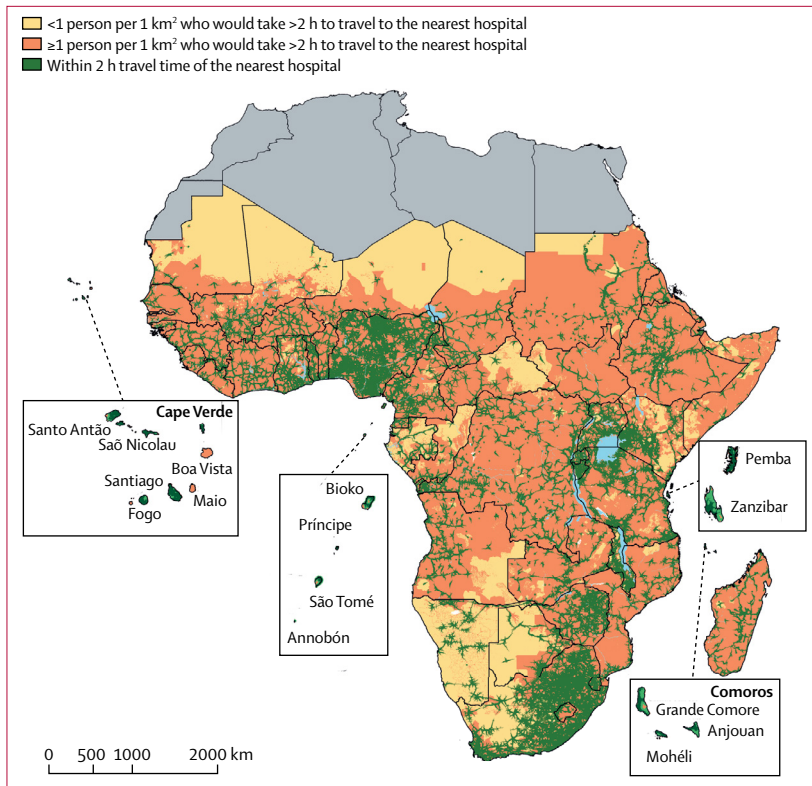 <1 person per 1 km² who would take >2 h to travel to the nearest hospital
≥1 person per 1 km² who would take >2 h to travel to the nearest hospital
Within 2 h travel time of the nearest hospital
Cape Verde
Santo Antão
Saõ Nicolau
Boa Vista
Santiago
Fogo
Maio
Bioko
Príncipe
São Tomé
Annobón
Pemba
Zanzibar
Comoros
Grande Comore
Anjouan
Mohéli
0 500 1000 2000 km